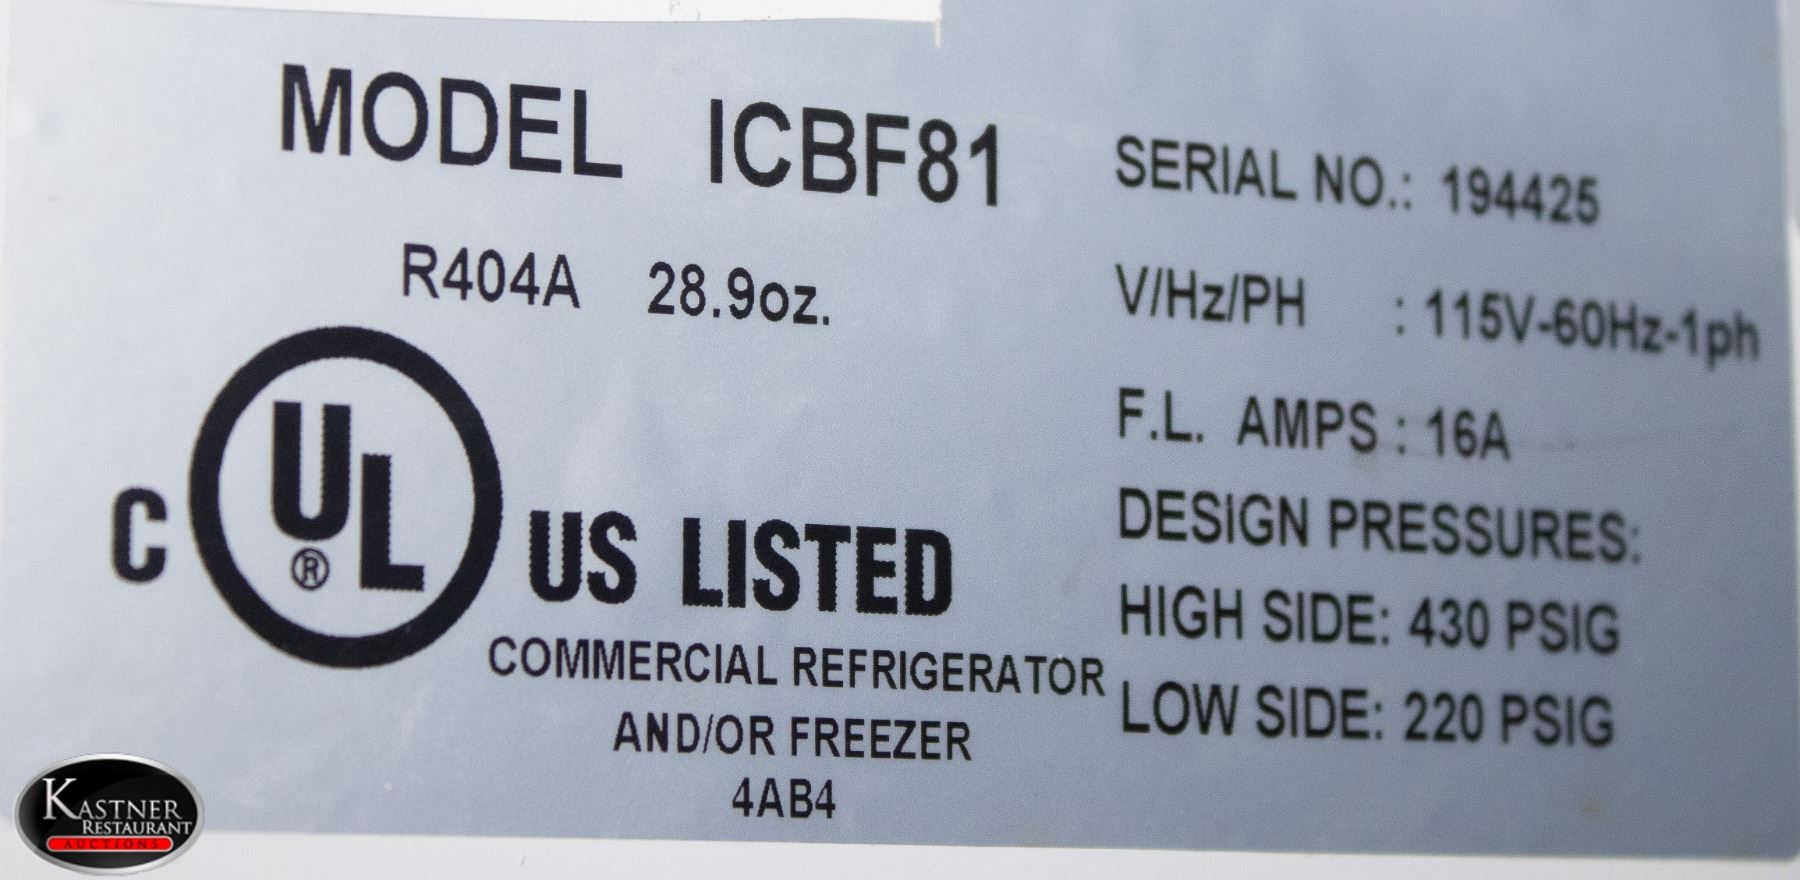 MODEL ICBF81
R404A 28.9oz.
C UL ® US LISTED
COMMERCIAL REFRIGERATOR
AND/OR FREEZER
4AB4
SERIAL NO.: 194425
V/Hz/PH : 115V-60Hz-1ph
F.L. AMPS : 16A
DESIGN PRESSURES:
HIGH SIDE: 430 PSIG
LOW SIDE: 220 PSIG
KASTNER
RESTAURANT
AUCTIONS